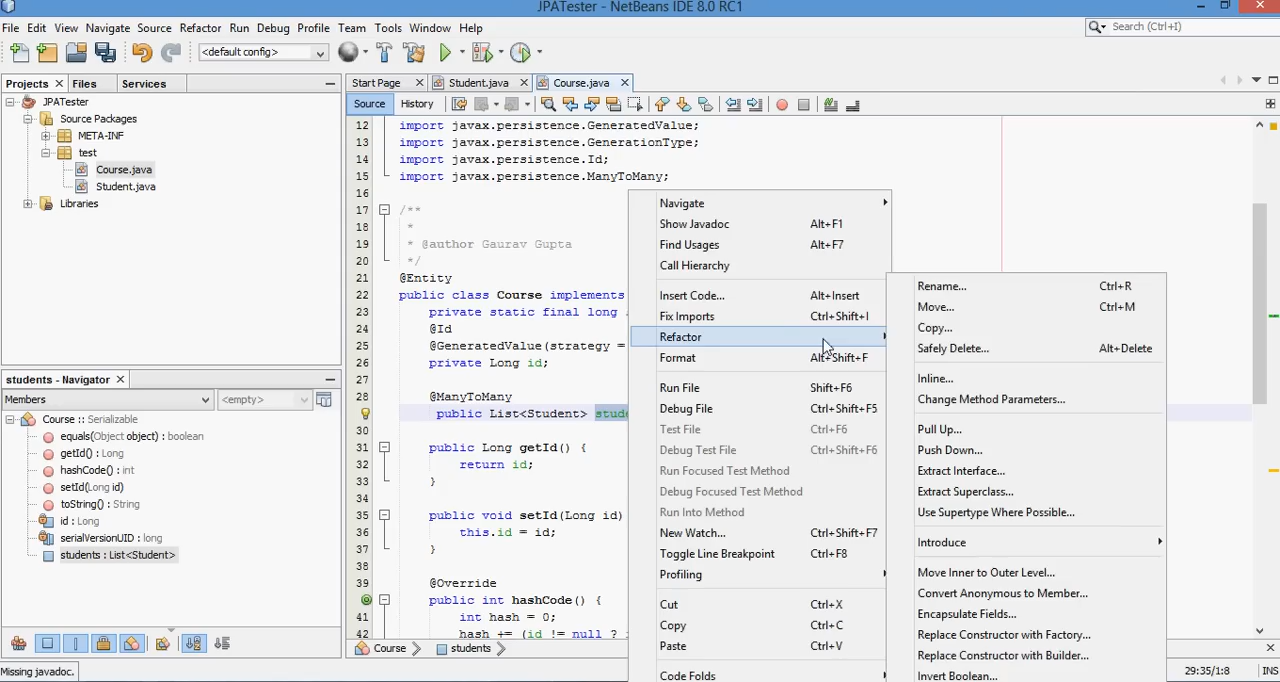 JPATester - NetBeans IDE 8.0 RC1
File Edit View Navigate Source Refactor Run Debug Profile Team Tools Window Help
Search (Ctrl+I)
<default config>
Projects Files Services
JPATester
Source Packages
META-INF
test
Course.java
Student.java
Libraries
students - Navigator
Members
<empty>
Course :: Serializable
equals(Object object) : boolean
getId() : Long
hashCode() : int
setId(Long id)
toString() : String
id : Long
serialVersionUID : long
students : List<Student>
Missing javadoc.
Start Page Student.java Course.java
Source History
12 import javax.persistence.GeneratedValue;
13 import javax.persistence.GenerationType;
14 import javax.persistence.Id;
15 import javax.persistence.ManyToMany;
16
17 /**
18 *
19 * @author Gaurav Gupta
20 */
21 @Entity
22 public class Course implements
23 private static final long
24 @Id
25 @GeneratedValue(strategy =
26 private Long id;
27
28 @ManyToMany
public List<Student> stude
30
31 public Long getId() {
32 return id;
33 }
34
35 public void setId(Long id)
36 this.id = id;
37 }
38
39 @Override
public int hashCode() {
41 int hash = 0;
42 hash += (id != null ?
Course students
29:35/1:8 INS
Navigate
Show Javadoc Alt+F1
Find Usages Alt+F7
Call Hierarchy
Insert Code... Alt+Insert
Fix Imports Ctrl+Shift+I
Refactor
Format Alt+Shift+F
Run File Shift+F6
Debug File Ctrl+Shift+F5
Test File Ctrl+F6
Debug Test File Ctrl+Shift+F6
Run Focused Test Method
Debug Focused Test Method
Run Into Method
New Watch... Ctrl+Shift+F7
Toggle Line Breakpoint Ctrl+F8
Profiling
Cut Ctrl+X
Copy Ctrl+C
Paste Ctrl+V
Code Folds
Rename... Ctrl+R
Move... Ctrl+M
Copy...
Safely Delete... Alt+Delete
Inline...
Change Method Parameters...
Pull Up...
Push Down...
Extract Interface...
Extract Superclass...
Use Supertype Where Possible...
Introduce
Move Inner to Outer Level...
Convert Anonymous to Member...
Encapsulate Fields...
Replace Constructor with Factory...
Replace Constructor with Builder...
Invert Boolean...